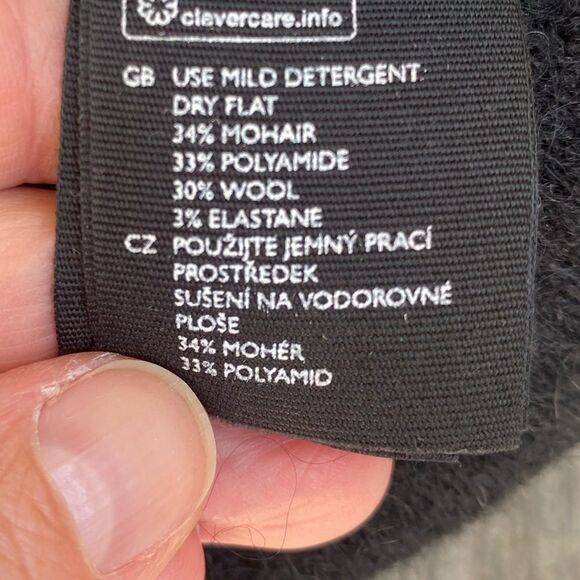 clevercare.info
GB USE MILD DETERGENT
DRY FLAT
34% MOHAIR
33% POLYAMIDE
30% WOOL
3% ELASTANE
CZ POUŽIJTE JEMNÝ PRACÍ
PROSTŘEDEK
SUŠENÍ NA VODOROVNÉ
PLOŠE
34% MOHÉR
33% POLYAMID